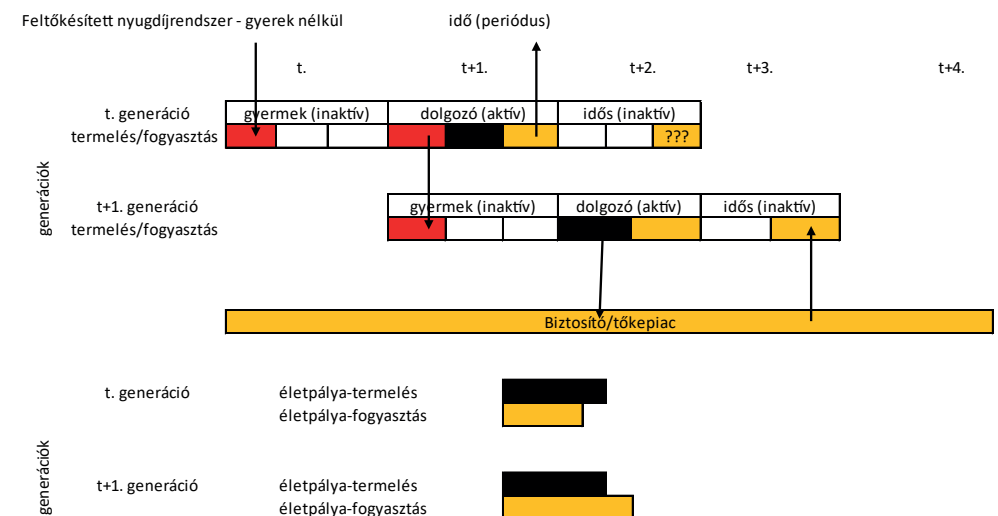 Feltőkésített nyugdíjrendszer - gyerek nélkül
idő (periódus)
t.
t+1.
t+2.
t+3.
t+4.
t. generáció
gyermek (inaktív)
dolgozó (aktív)
idős (inaktív)
termelés/fogyasztás
???
generációk
t+1. generáció
gyermek (inaktív)
dolgozó (aktív)
idős (inaktív)
termelés/fogyasztás
Biztosító/tőkepiac
t. generáció
életpálya-termelés
életpálya-fogyasztás
generációk
t+1. generáció
életpálya-termelés
életpálya-fogyasztás